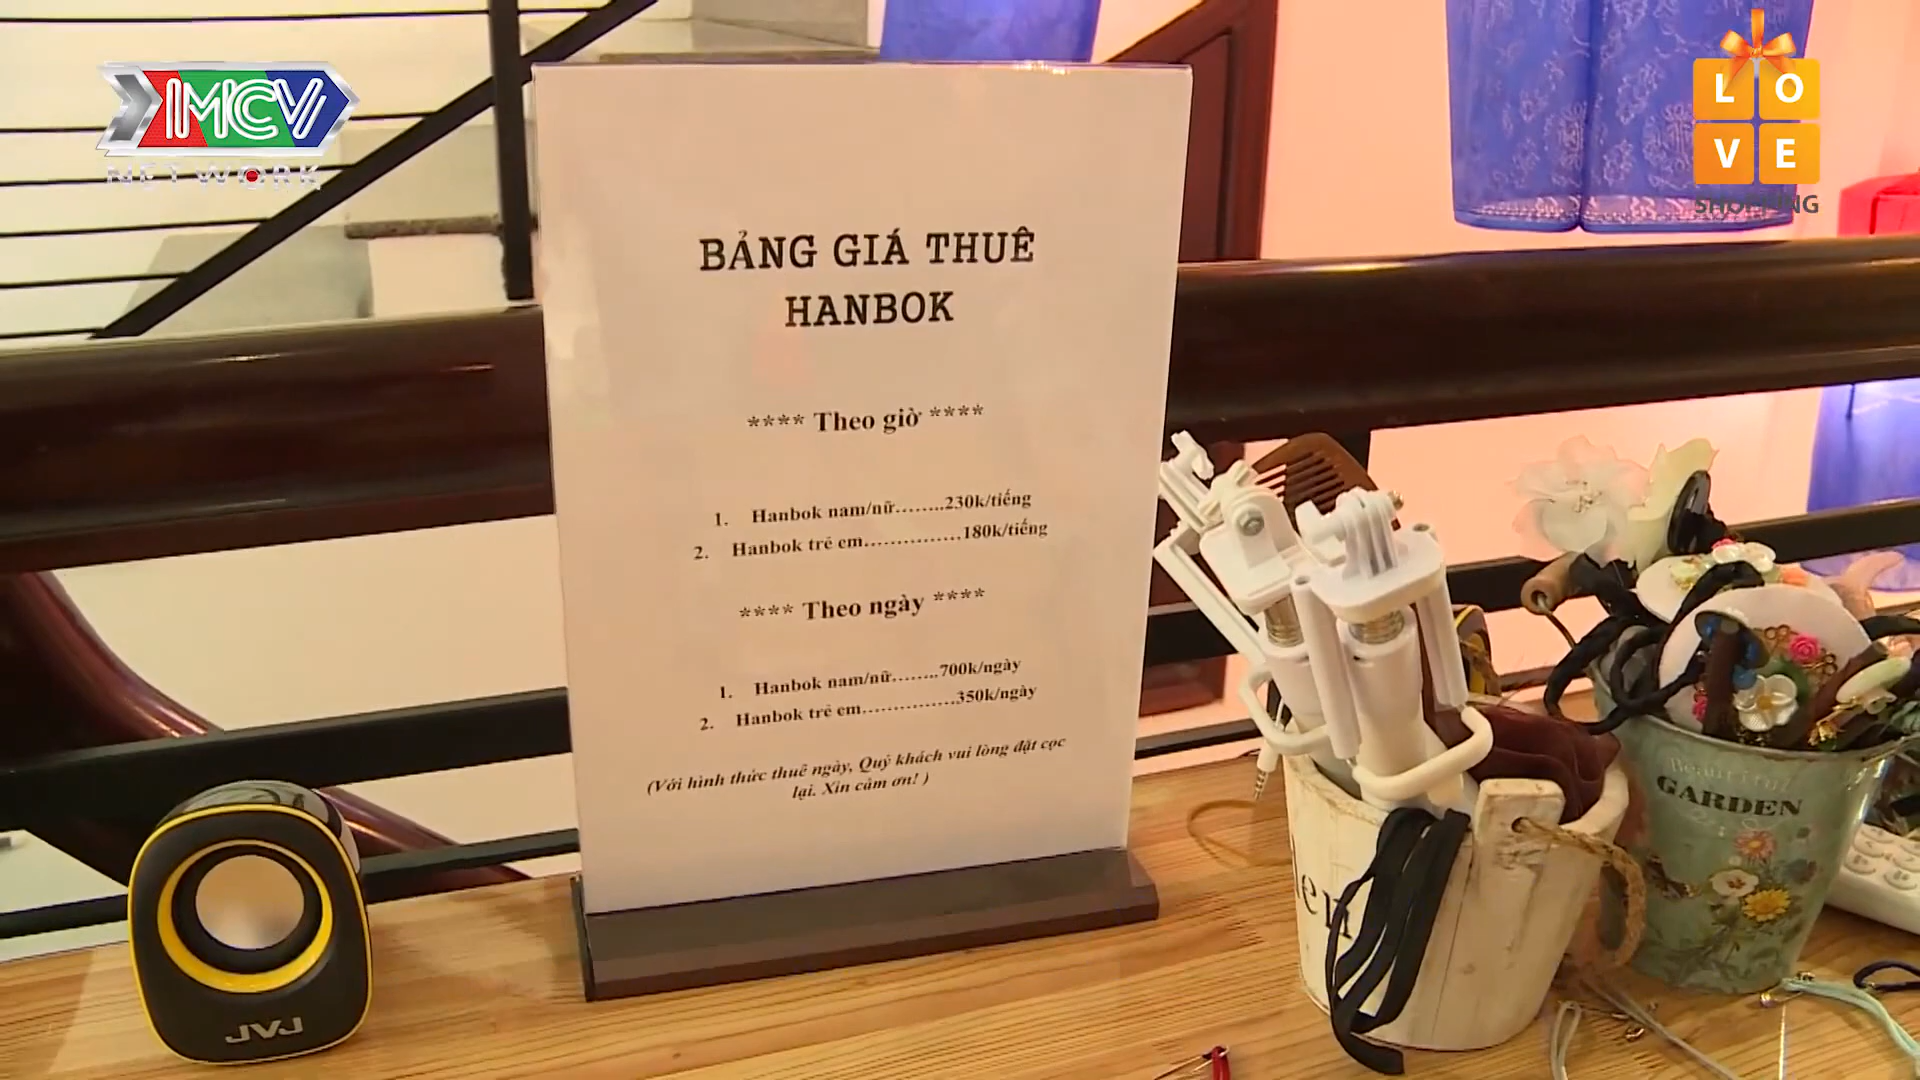 MCV
NETWORK
L O
V E
SHOPPING
BẢNG GIÁ THUÊ
HANBOK
**** Theo giờ ****
1. Hanbok nam/nữ........230k/tiếng
2. Hanbok trẻ em...............180k/tiếng
**** Theo ngày ****
1. Hanbok nam/nữ........700k/ngày
2. Hanbok trẻ em...............350k/ngày
(Với hình thức thuê ngày, Quý khách vui lòng đặt cọc
lại. Xin cảm ơn! )
JVJ
Beautiful
GARDEN